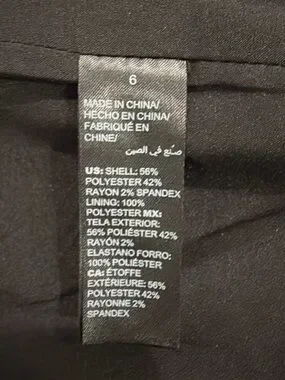 6
MADE IN CHINA/
HECHO EN CHINA/
FABRIQUÉ EN
CHINE/
صنع في الصين
US: SHELL: 56%
POLYESTER 42%
RAYON 2% SPANDEX
LINING: 100%
POLYESTER MX:
TELA EXTERIOR:
56% POLIÉSTER 42%
RAYÓN 2%
ELASTANO FORRO:
100% POLIÉSTER
CA: ÉTOFFE
EXTÉRIEURE: 56%
POLYESTER 42%
RAYONNE 2%
SPANDEX